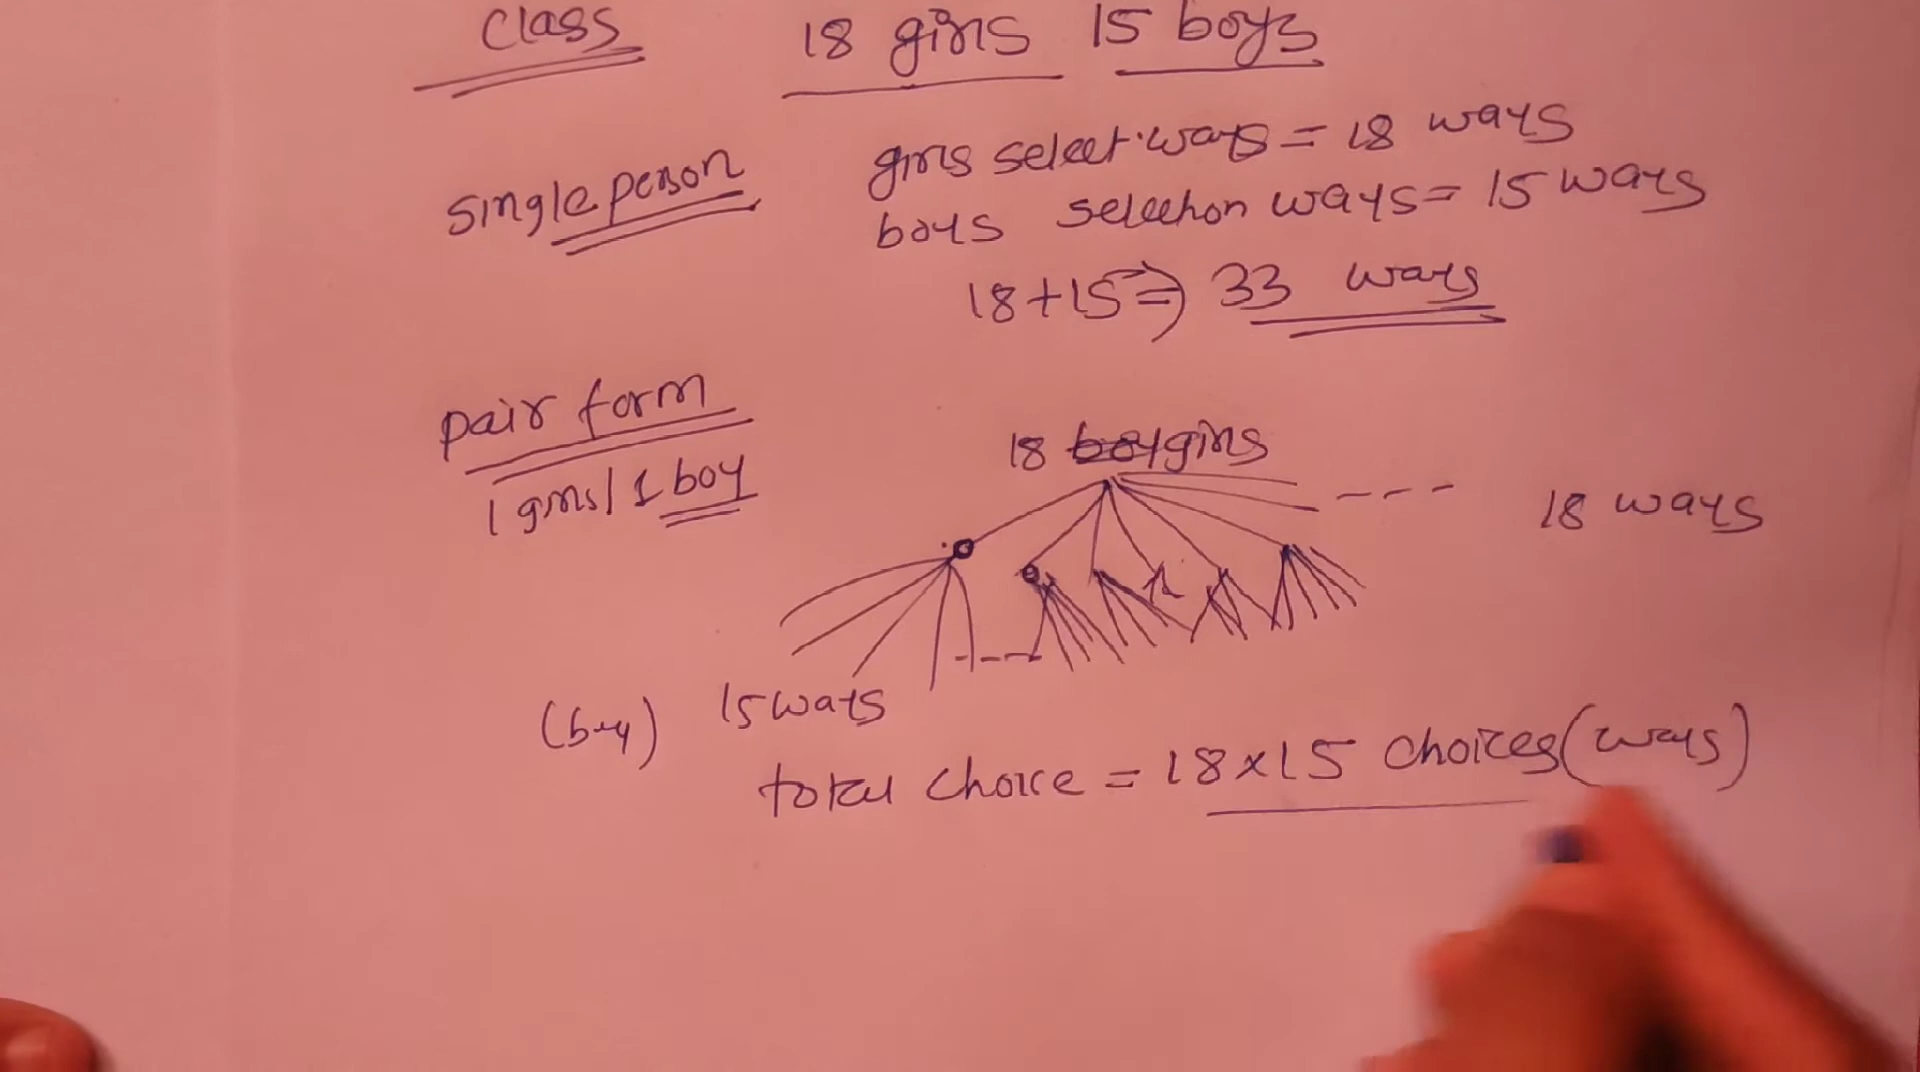 class 18 girls 15 boys
single person
girls select ways = 18 ways
boys selection ways = 15 ways
18+15 ⇒ 33 ways
pair form
1 girls / 1 boy
18 boy girls
18 ways
(boy) 15 ways
total choice = 18×15 choices (ways)